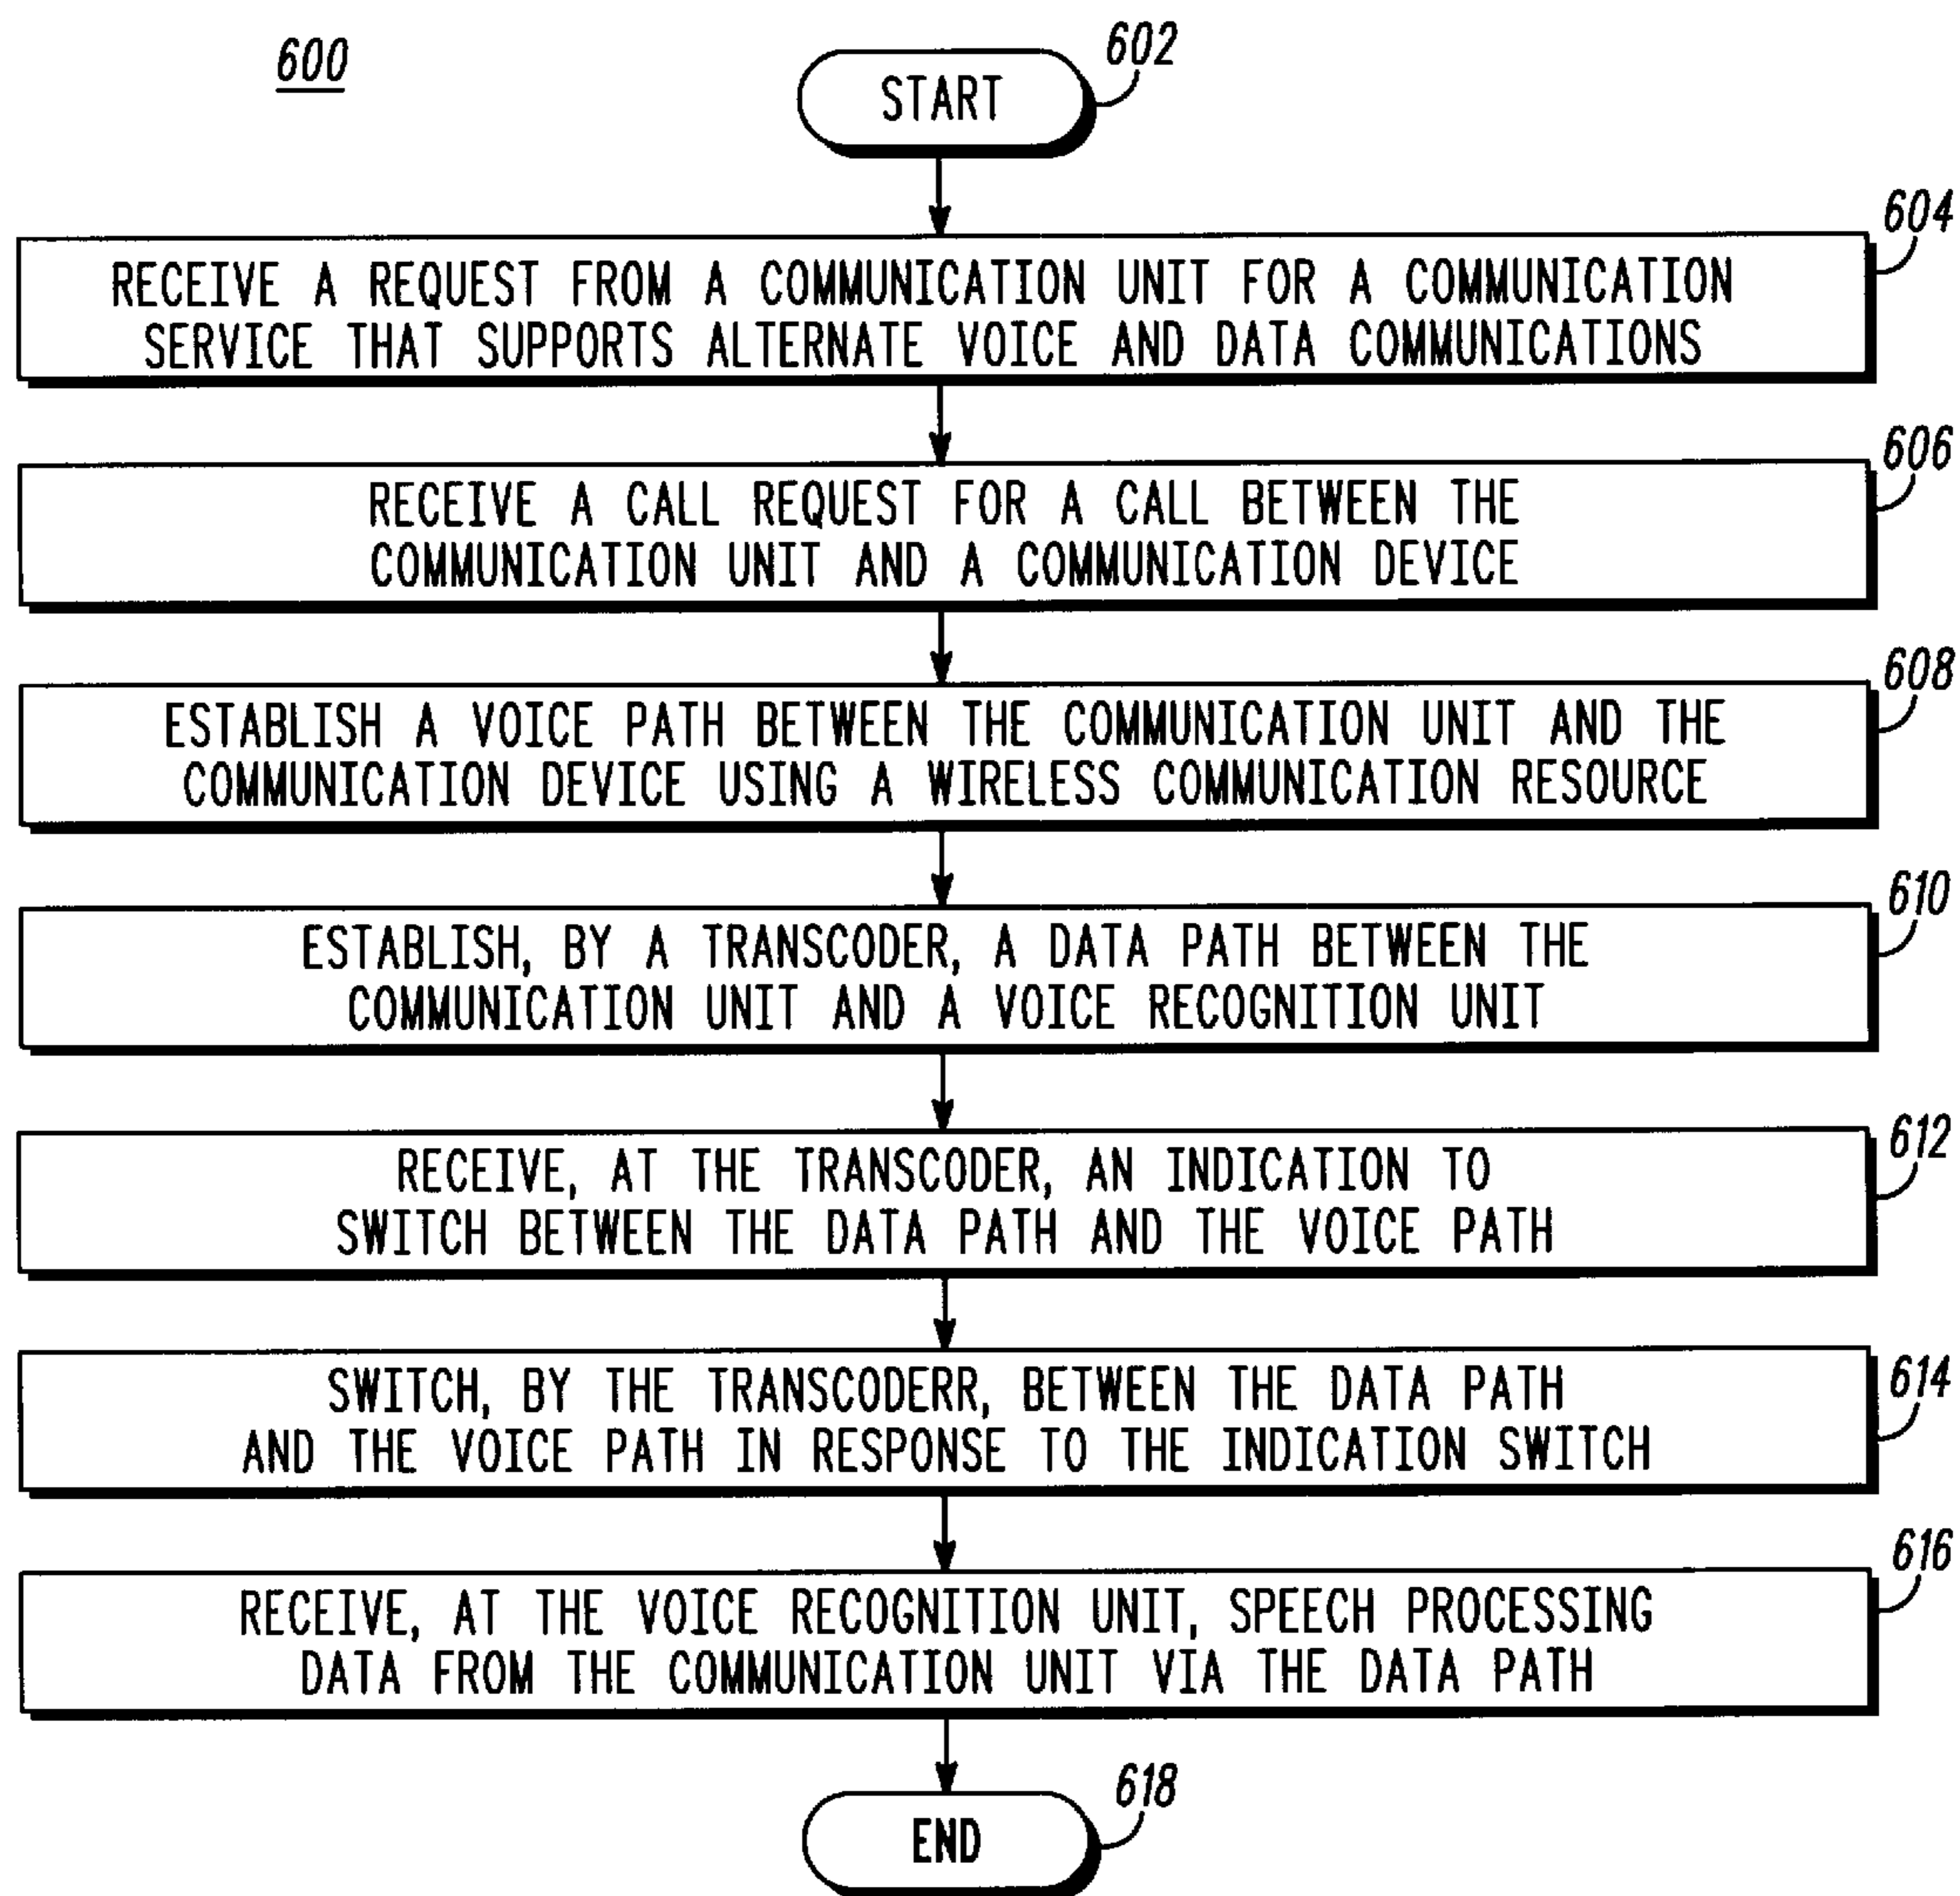 600
START
602
604
RECEIVE A REQUEST FROM A COMMUNICATION UNIT FOR A COMMUNICATION
SERVICE THAT SUPPORTS ALTERNATE VOICE AND DATA COMMUNICATIONS
606
RECEIVE A CALL REQUEST FOR A CALL BETWEEN THE
COMMUNICATION UNIT AND A COMMUNICATION DEVICE
608
ESTABLISH A VOICE PATH BETWEEN THE COMMUNICATION UNIT AND THE
COMMUNICATION DEVICE USING A WIRELESS COMMUNICATION RESOURCE
610
ESTABLISH, BY A TRANSCODER, A DATA PATH BETWEEN THE
COMMUNICATION UNIT AND A VOICE RECOGNITION UNIT
612
RECEIVE, AT THE TRANSCODER, AN INDICATION TO
SWITCH BETWEEN THE DATA PATH AND THE VOICE PATH
614
SWITCH, BY THE TRANSCODERR, BETWEEN THE DATA PATH
AND THE VOICE PATH IN RESPONSE TO THE INDICATION SWITCH
616
RECEIVE, AT THE VOICE RECOGNITION UNIT, SPEECH PROCESSING
DATA FROM THE COMMUNICATION UNIT VIA THE DATA PATH
618
END